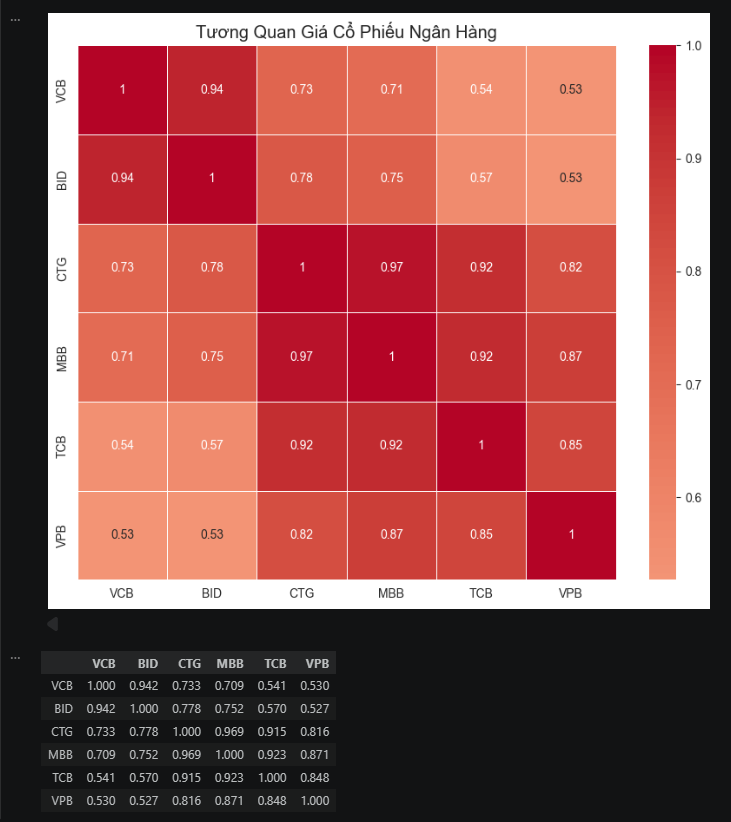 ...
Tương Quan Giá Cổ Phiếu Ngân Hàng
VCB 1 0.94 0.73 0.71 0.54 0.53
BID 0.94 1 0.78 0.75 0.57 0.53
CTG 0.73 0.78 1 0.97 0.92 0.82
MBB 0.71 0.75 0.97 1 0.92 0.87
TCB 0.54 0.57 0.92 0.92 1 0.85
VPB 0.53 0.53 0.82 0.87 0.85 1
VCB BID CTG MBB TCB VPB
1.0
0.9
0.8
0.7
0.6
...
VCB BID CTG MBB TCB VPB
VCB 1.000 0.942 0.733 0.709 0.541 0.530
BID 0.942 1.000 0.778 0.752 0.570 0.527
CTG 0.733 0.778 1.000 0.969 0.915 0.816
MBB 0.709 0.752 0.969 1.000 0.923 0.871
TCB 0.541 0.570 0.915 0.923 1.000 0.848
VPB 0.530 0.527 0.816 0.871 0.848 1.000